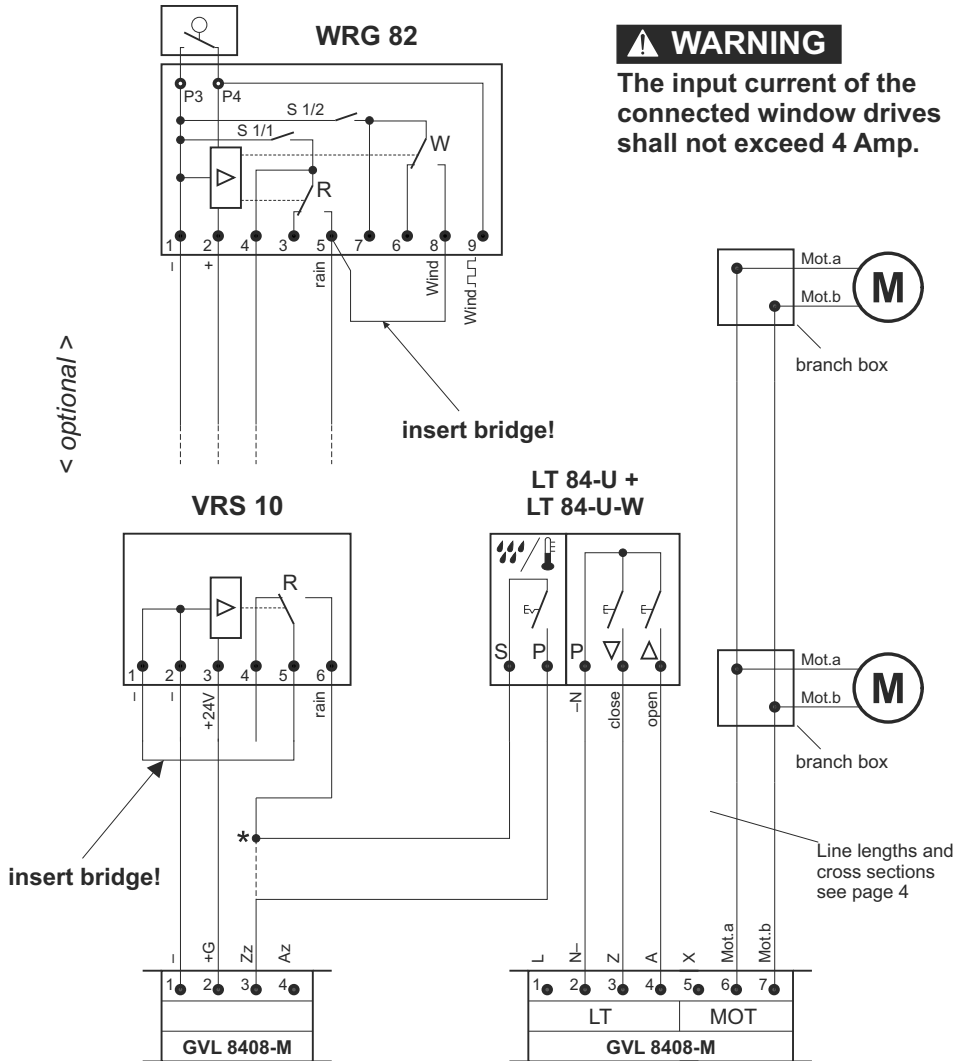 WRG 82
WARNING
The input current of the
connected window drives
shall not exceed 4 Amp.
P3 P4
S 1/2
S 1/1
W
R
1 2 4 3 5 7 6 8 9
– + rain Wind Wind
< optional >
insert bridge!
Mot.a
M
Mot.b
branch box
VRS 10
LT 84-U +
LT 84-U-W
R
S P P
1 2 3 4 5 6
– – +24V rain
–N close open
Mot.a
M
Mot.b
branch box
*
insert bridge!
Line lengths and
cross sections
see page 4
– +G Zz Az
1 2 3 4
GVL 8408-M
L N– Z A X Mot.a Mot.b
1 2 3 4 5 6 7
LT MOT
GVL 8408-M